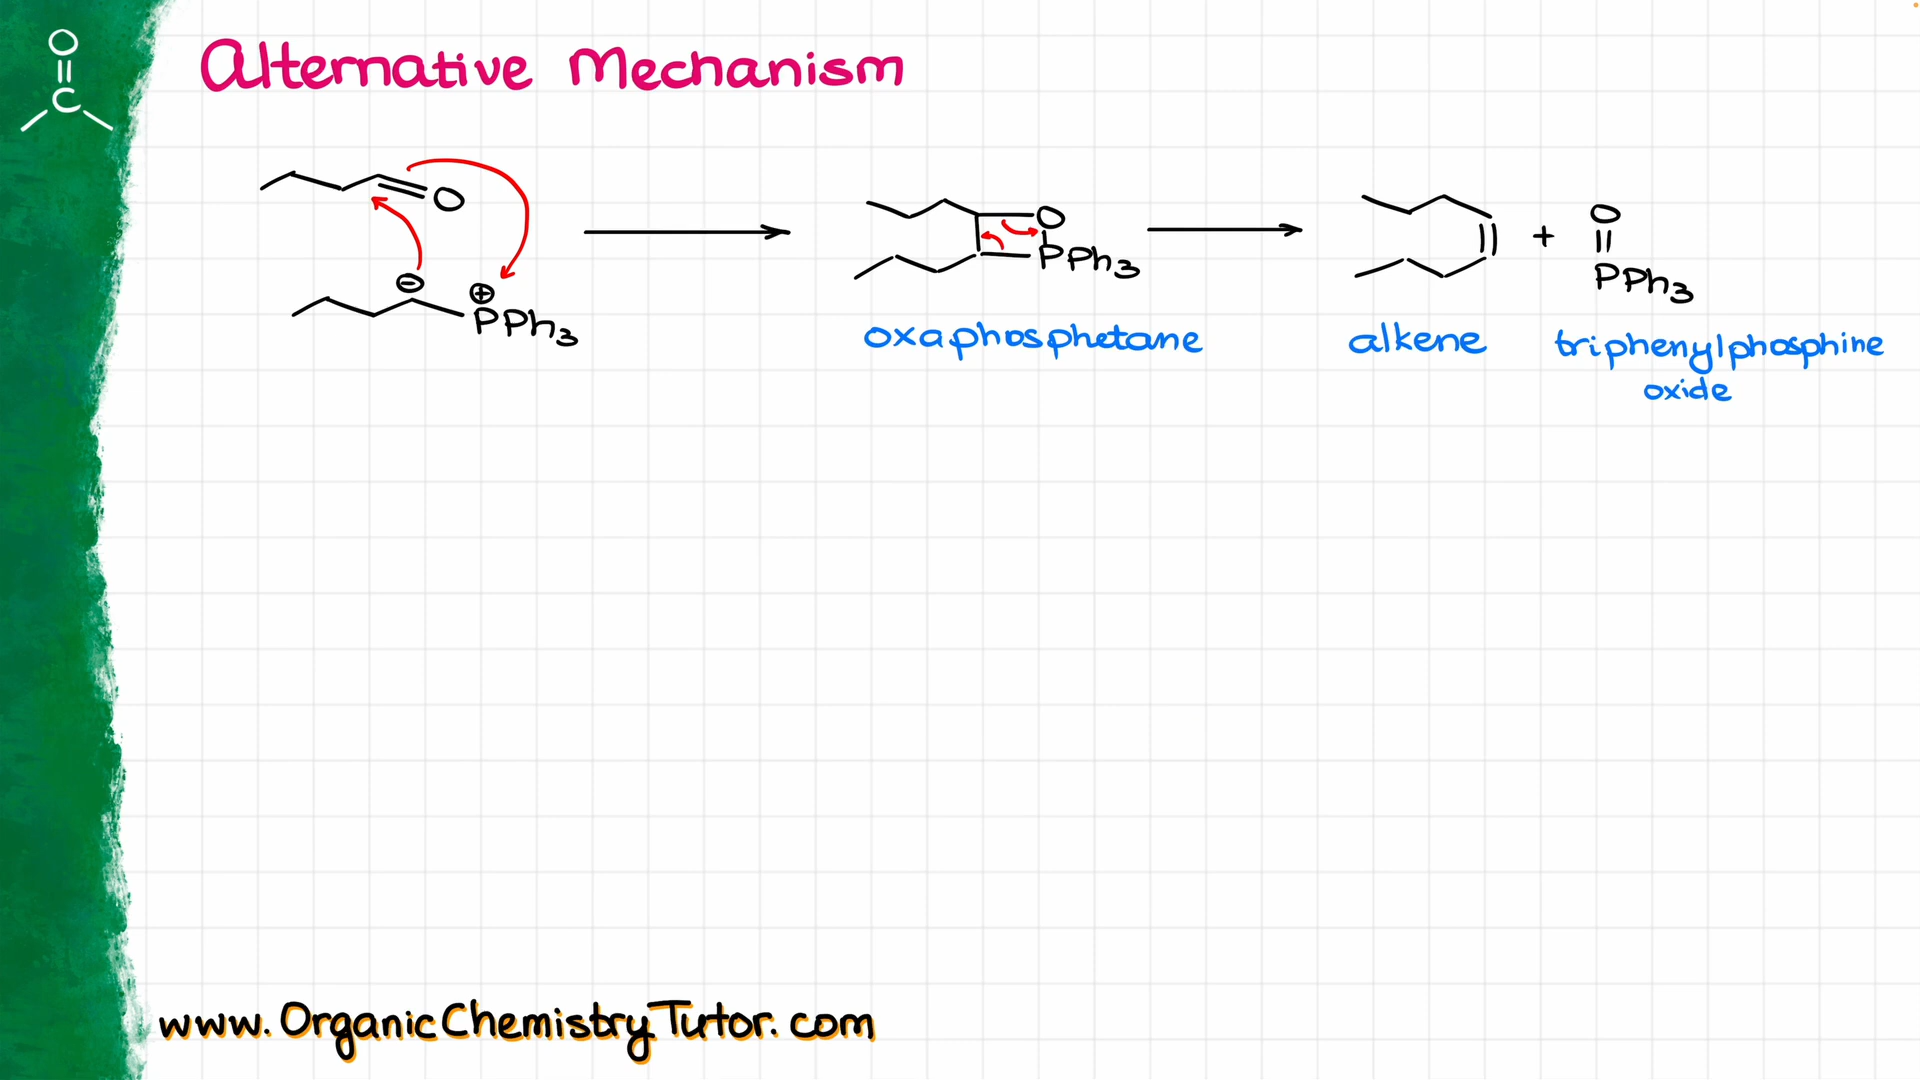 O
C
Alternative Mechanism
O
⊖
⊕
PPh3
O
PPh3
oxaphosphetane
+
O
PPh3
alkene
triphenylphosphine
oxide
www.OrganicChemistryTutor.com